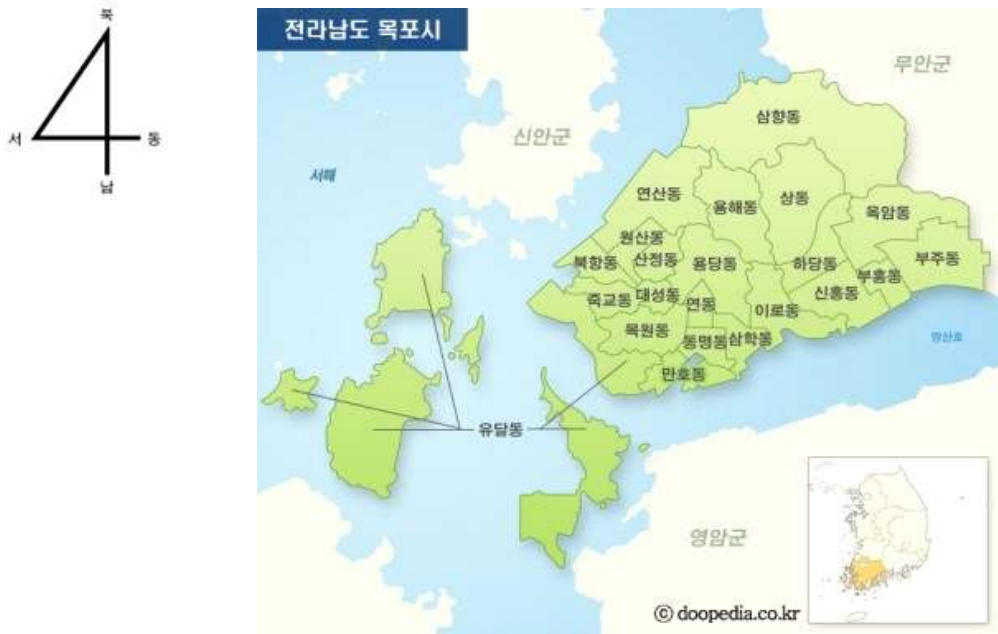 북
서
동
남
전라남도 목포시
무안군
신안군
서해
삼향동
연산동
용해동
상동
옥암동
원산동
북항동
산정동
용당동
하당동
부흥동
부주동
죽교동
대성동
연동
이로동
신흥동
목원동
동명동
삼학동
만호동
영산호
유달동
영암군
ⓒ doopedia.co.kr